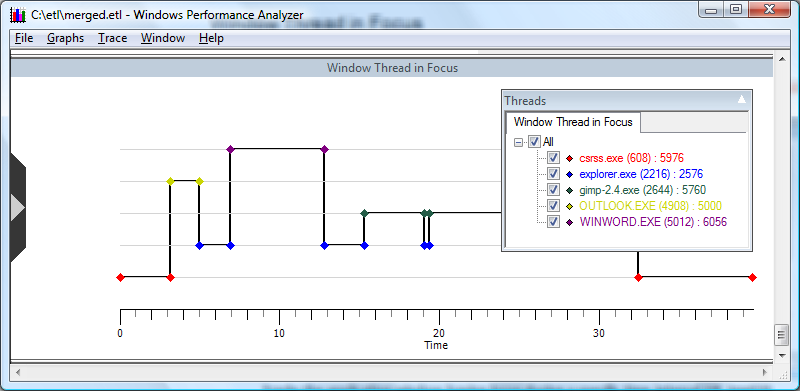 C:\etl\merged.etl - Windows Performance Analyzer
File Graphs Trace Window Help
Window Thread in Focus
Threads
Window Thread in Focus
All
csrss.exe (608) : 5976
explorer.exe (2216) : 2576
gimp-2.4.exe (2644) : 5760
OUTLOOK.EXE (4908) : 5000
WINWORD.EXE (5012) : 6056
0 10 20 30
Time